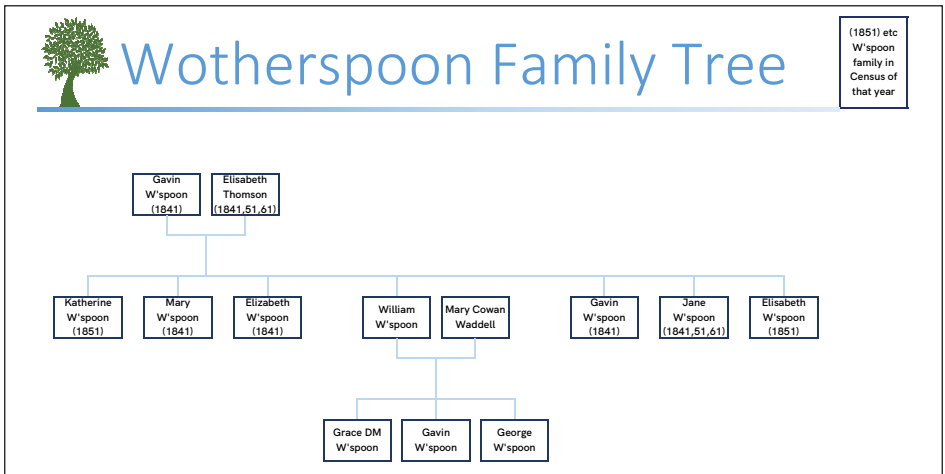 Wotherspoon Family Tree
(1851) etc
W'spoon
family in
Census of
that year
Gavin
W'spoon
(1841)
Elisabeth
Thomson
(1841,51,61)
Katherine
W'spoon
(1851)
Mary
W'spoon
(1841)
Elizabeth
W'spoon
(1841)
William
W'spoon
Mary Cowan
Waddell
Gavin
W'spoon
(1841)
Jane
W'spoon
(1841,51,61)
Elisabeth
W'spoon
(1851)
Grace DM
W'spoon
Gavin
W'spoon
George
W'spoon